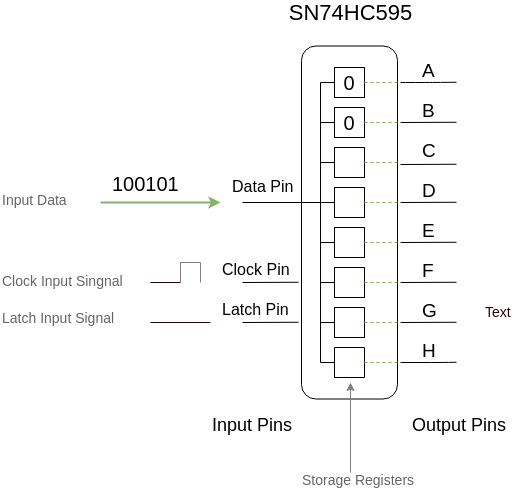 SN74HC595
A
0
B
0
C
100101
Data Pin
D
Input Data
E
Clock Pin
F
Clock Input Singnal
Latch Pin
G
Text
Latch Input Signal
H
Input Pins
Output Pins
Storage Registers